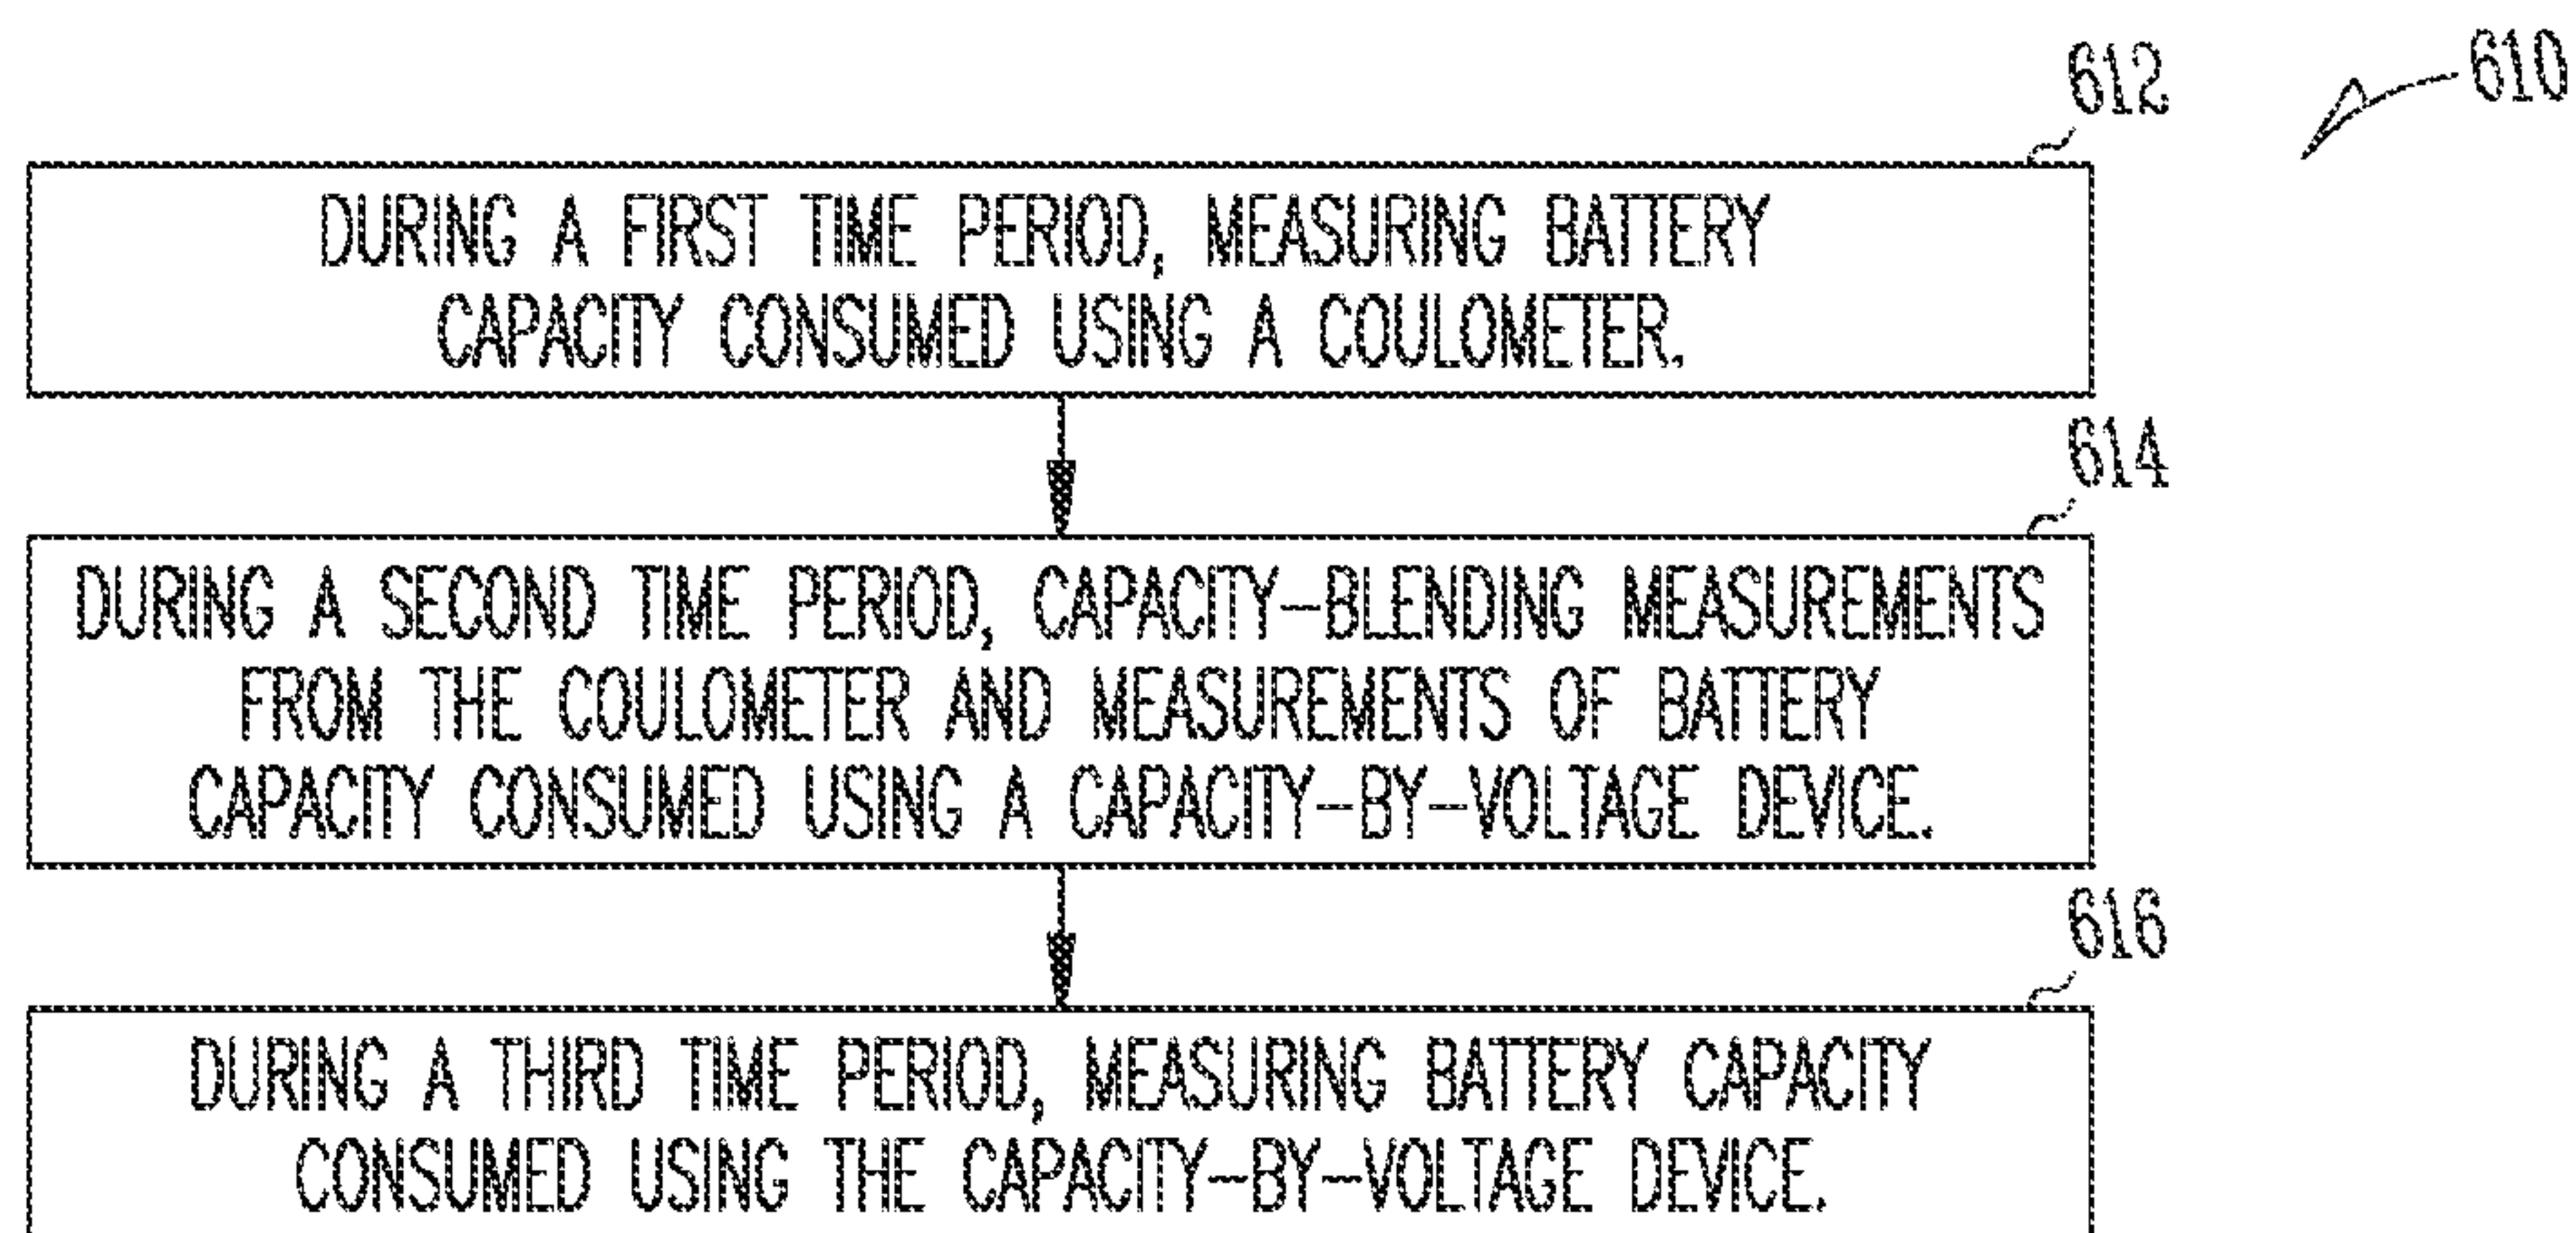 610
612
DURING A FIRST TIME PERIOD, MEASURING BATTERY
CAPACITY CONSUMED USING A COULOMETER.
614
DURING A SECOND TIME PERIOD, CAPACITY-BLENDING MEASUREMENTS
FROM THE COULOMETER AND MEASUREMENTS OF BATTERY
CAPACITY CONSUMED USING A CAPACITY-BY-VOLTAGE DEVICE.
616
DURING A THIRD TIME PERIOD, MEASURING BATTERY CAPACITY
CONSUMED USING THE CAPACITY-BY-VOLTAGE DEVICE.